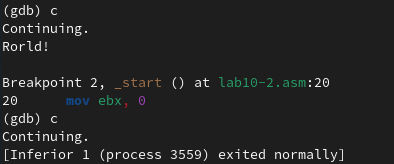 (gdb) c
Continuing.
Rorld!
Breakpoint 2, _start () at lab10-2.asm:20
20 mov ebx, 0
(gdb) c
Continuing.
[Inferior 1 (process 3559) exited normally]